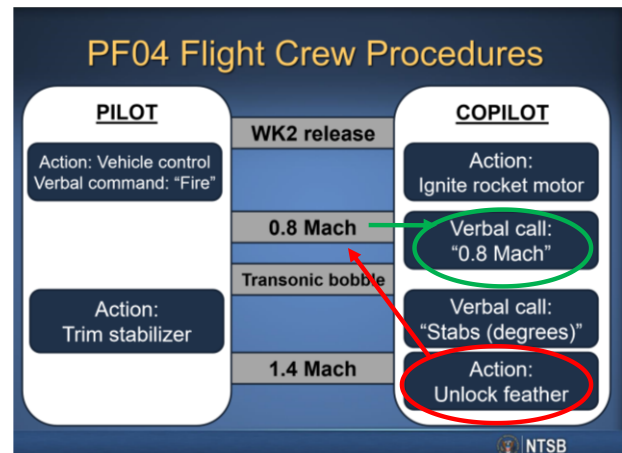 PF04 Flight Crew Procedures
PILOT
Action: Vehicle control
Verbal command: “Fire”
Action:
Trim stabilizer
WK2 release
0.8 Mach
Transonic bobble
1.4 Mach
COPILOT
Action:
Ignite rocket motor
Verbal call:
“0.8 Mach”
Verbal call:
“Stabs (degrees)”
Action:
Unlock feather
NTSB